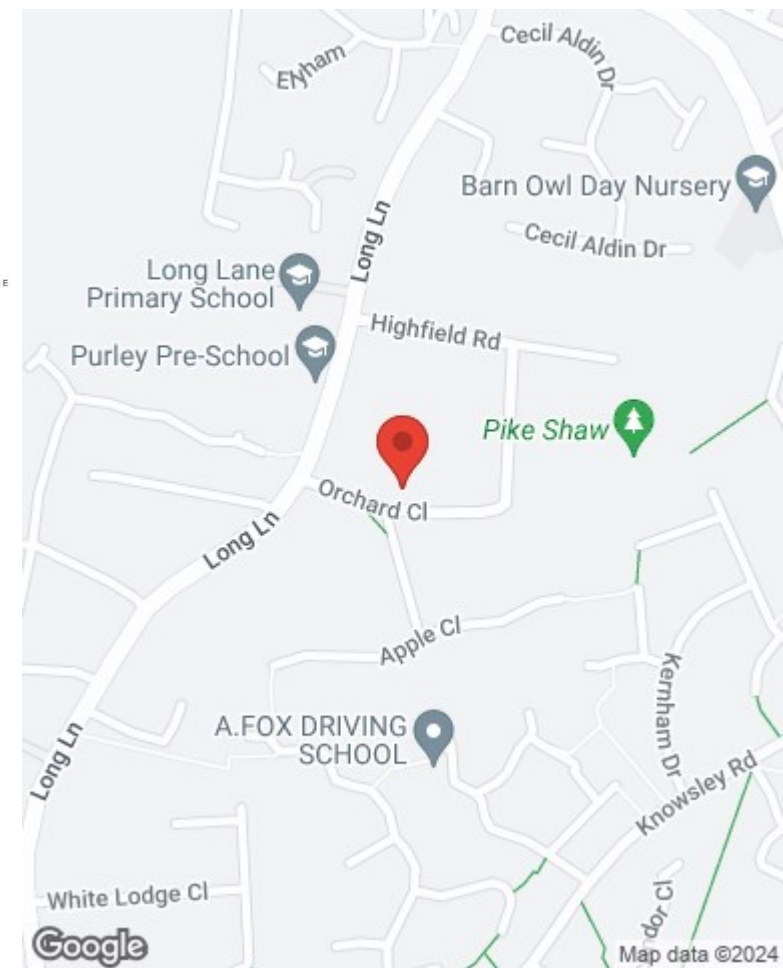 Cecil Aldin Dr
Barn Owl Day Nursery
Long Ln
Cecil Aldin Dr
Long Lane
Primary School
Highfield Rd
Purley Pre-School
Pike Shaw
E
Orchard Cl
Long Ln
Apple Cl
Kernham Dr
A.FOX DRIVING
SCHOOL
Long Ln
Knowsley Rd
White Lodge Cl
Google
Map data ©2024